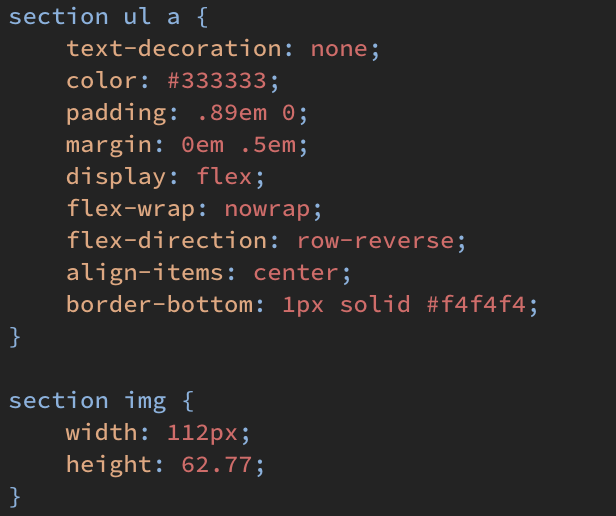 section ul a {
    text-decoration: none;
    color: #333333;
    padding: .89em 0;
    margin: 0em .5em;
    display: flex;
    flex-wrap: nowrap;
    flex-direction: row-reverse;
    align-items: center;
    border-bottom: 1px solid #f4f4f4;
}

section img {
    width: 112px;
    height: 62.77;
}